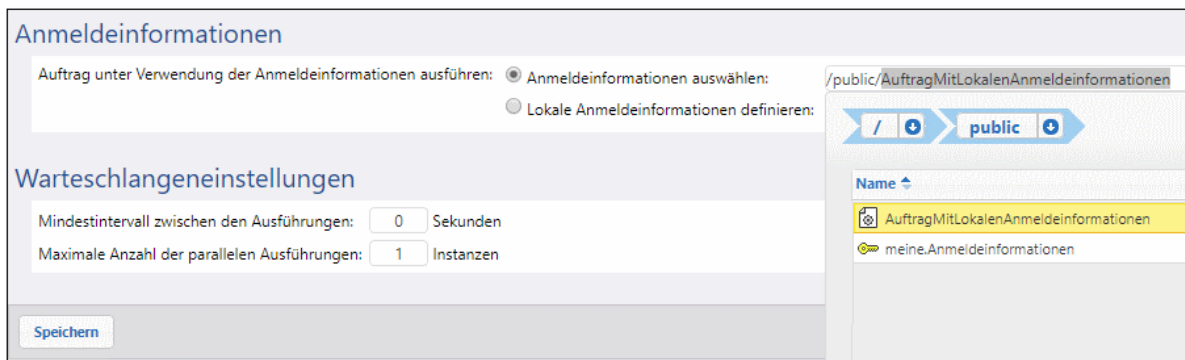 Anmeldeinformationen
Auftrag unter Verwendung der Anmeldeinformationen ausführen: Anmeldeinformationen auswählen: /public/AuftragMitLokalenAnmeldeinformationen
Lokale Anmeldeinformationen definieren:
/ public
Warteschlangeneinstellungen
Name
Mindestintervall zwischen den Ausführungen: 0 Sekunden
AuftragMitLokalenAnmeldeinformationen
Maximale Anzahl der parallelen Ausführungen: 1 Instanzen
meine.Anmeldeinformationen
Speichern